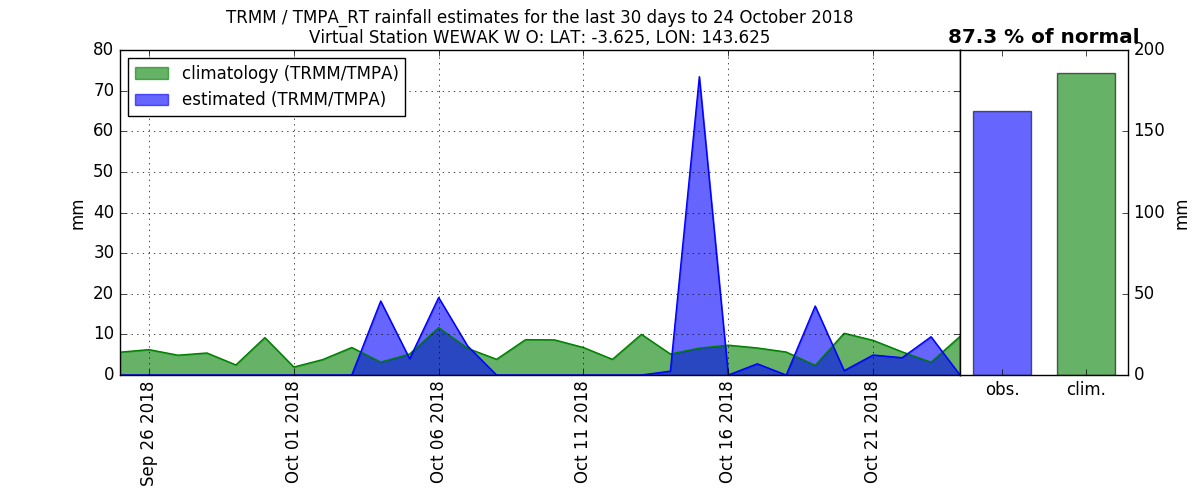 TRMM / TMPA_RT rainfall estimates for the last 30 days to 24 October 2018
Virtual Station WEWAK W O: LAT: -3.625, LON: 143.625
87.3 % of normal
climatology (TRMM/TMPA)
estimated (TRMM/TMPA)
80
70
60
50
40
30
20
10
0
mm
Sep 26 2018
Oct 01 2018
Oct 06 2018
Oct 11 2018
Oct 16 2018
Oct 21 2018
obs.
clim.
200
150
100
50
0
mm